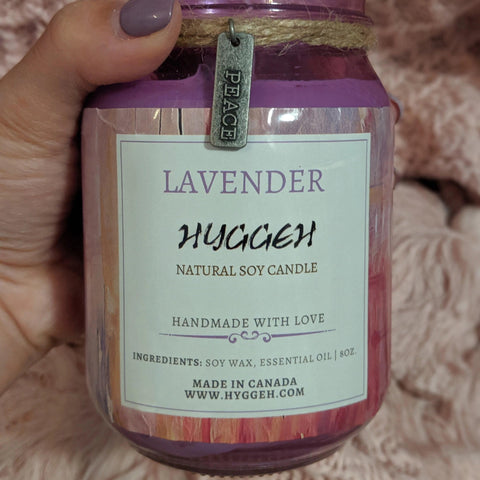 PEACE
LAVENDER
HYGGEH
NATURAL SOY CANDLE
HANDMADE WITH LOVE
INGREDIENTS: SOY WAX, ESSENTIAL OIL | 8OZ.
MADE IN CANADA
WWW.HYGGEH.COM